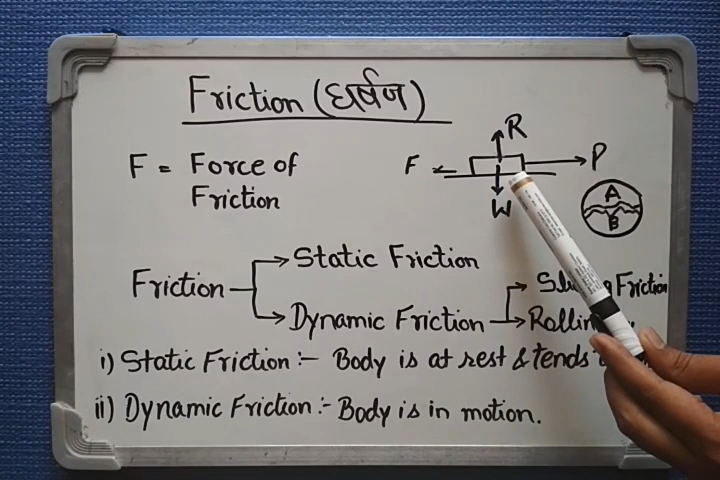 Friction (घर्षण)
F = Force of
Friction
R
F P
W
A
B
Friction Static Friction
Dynamic Friction Friction
i) Static Friction :- Body is at rest & tends
ii) Dynamic Friction :- Body is in motion.